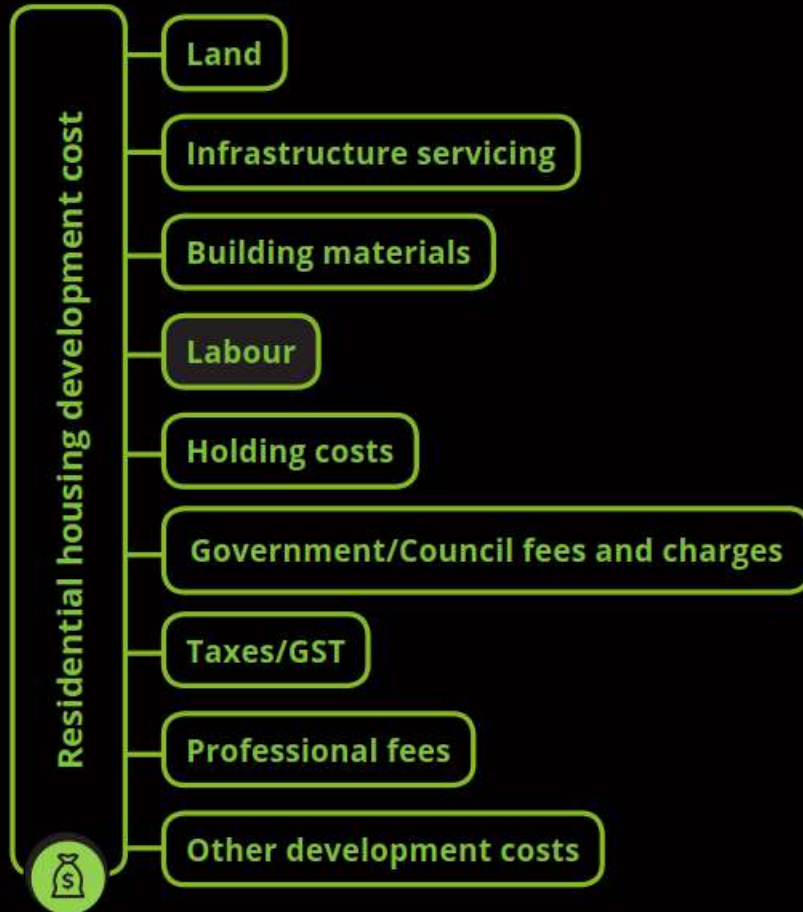 Residential housing development cost
Land
Infrastructure servicing
Building materials
Labour
Holding costs
Government/Council fees and charges
Taxes/GST
Professional fees
Other development costs
$